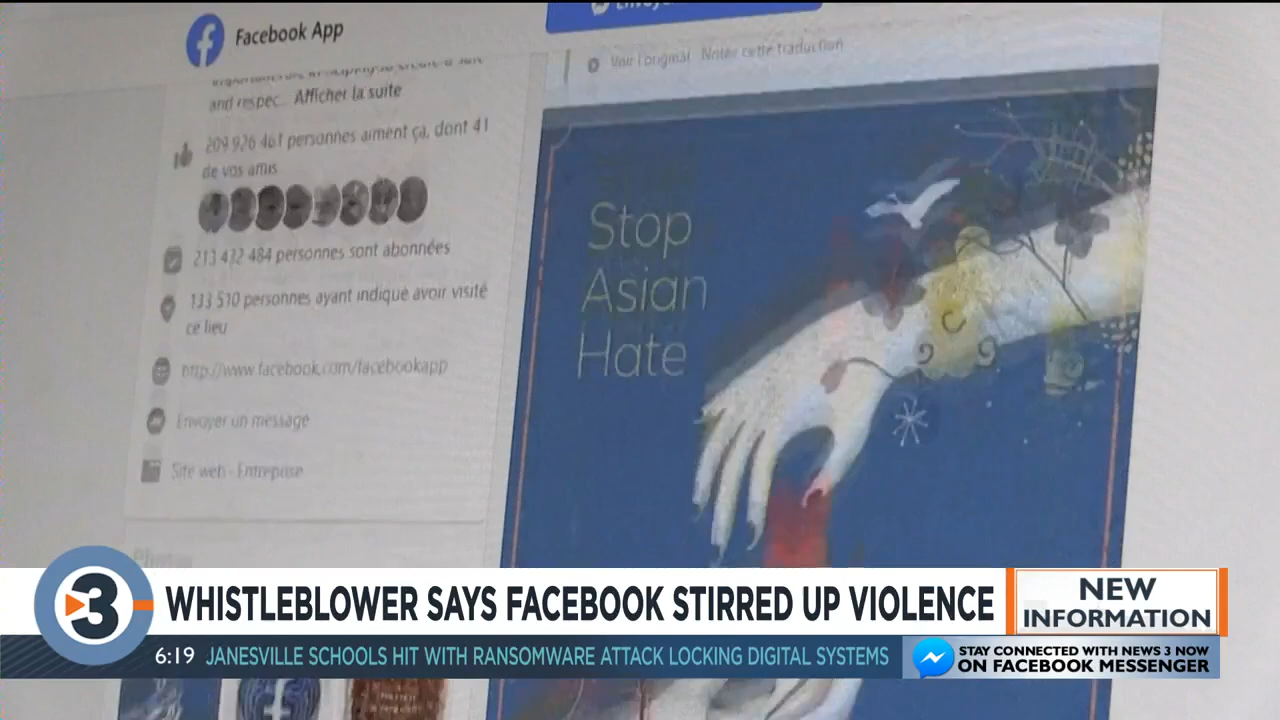 Facebook App
and respec... Afficher la suite
209 926 461 personnes aiment ça, dont 41
de vos amis
213 422 484 personnes sont abonnées
133 510 personnes ayant indiqué avoir visité
ce lieu
http://www.facebook.com/facebookapp
Envoyer un message
Site web - Entreprise
Photos
Voir l'original · Notez cette traduction
Stop
Asian
Hate
3
WHISTLEBLOWER SAYS FACEBOOK STIRRED UP VIOLENCE
NEW
INFORMATION
6:19 JANESVILLE SCHOOLS HIT WITH RANSOMWARE ATTACK LOCKING DIGITAL SYSTEMS
STAY CONNECTED WITH NEWS 3 NOW
ON FACEBOOK MESSENGER